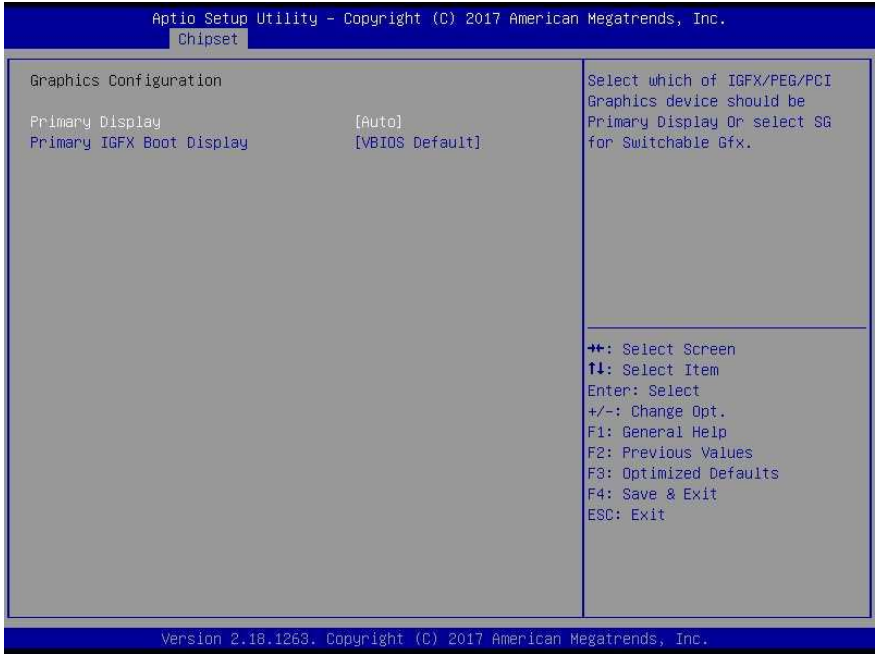 Aptio Setup Utility – Copyright (C) 2017 American Megatrends, Inc.
Chipset
Graphics Configuration
Primary Display [Auto]
Primary IGFX Boot Display [VBIOS Default]
Select which of IGFX/PEG/PCI
Graphics device should be
Primary Display Or select SG
for Switchable Gfx.
→←: Select Screen
↑↓: Select Item
Enter: Select
+/-: Change Opt.
F1: General Help
F2: Previous Values
F3: Optimized Defaults
F4: Save & Exit
ESC: Exit
Version 2.18.1263. Copyright (C) 2017 American Megatrends, Inc.